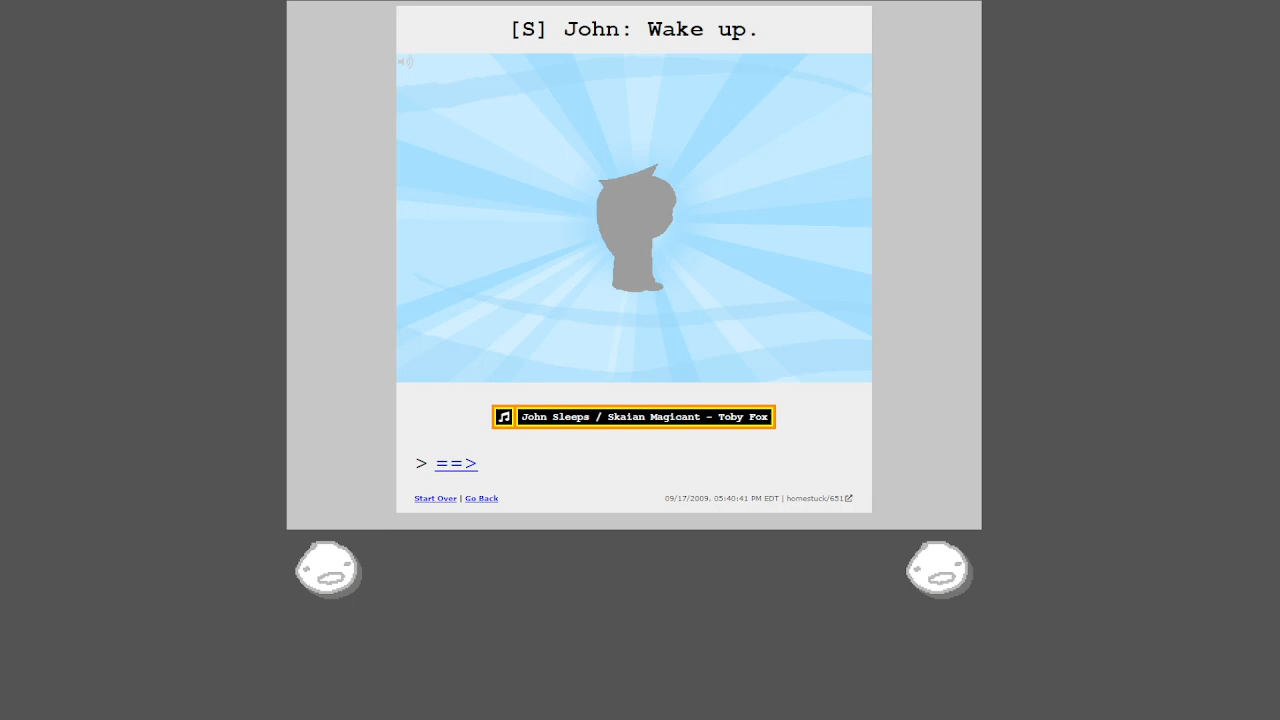 [S] John: Wake up.
John Sleeps / Skaian Magicant - Toby Fox
> ==>
Start Over | Go Back
09/17/2009, 05:40:41 PM EDT | homestuck/651